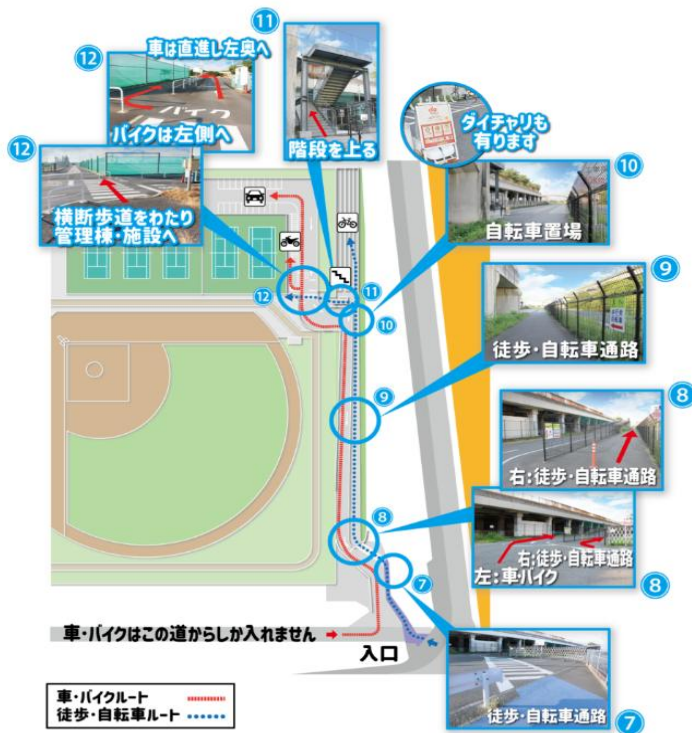 ⑪
⑫
車は直進し左奥へ
バイク
バイクは左側へ
階段を上る
ダイチャリも
有ります
⑫
横断歩道をわたり
管理棟・施設へ
⑩
自転車置場
⑨
徒歩・自転車通路
⑫
⑪
⑩
⑨
⑧
右:徒歩・自転車通路
⑧
右:徒歩・自転車通路
左:車・バイク
⑧
⑦
車・バイクはこの道からしか入れません
入口
徒歩・自転車通路
⑦
車・バイクルート
徒歩・自転車ルート